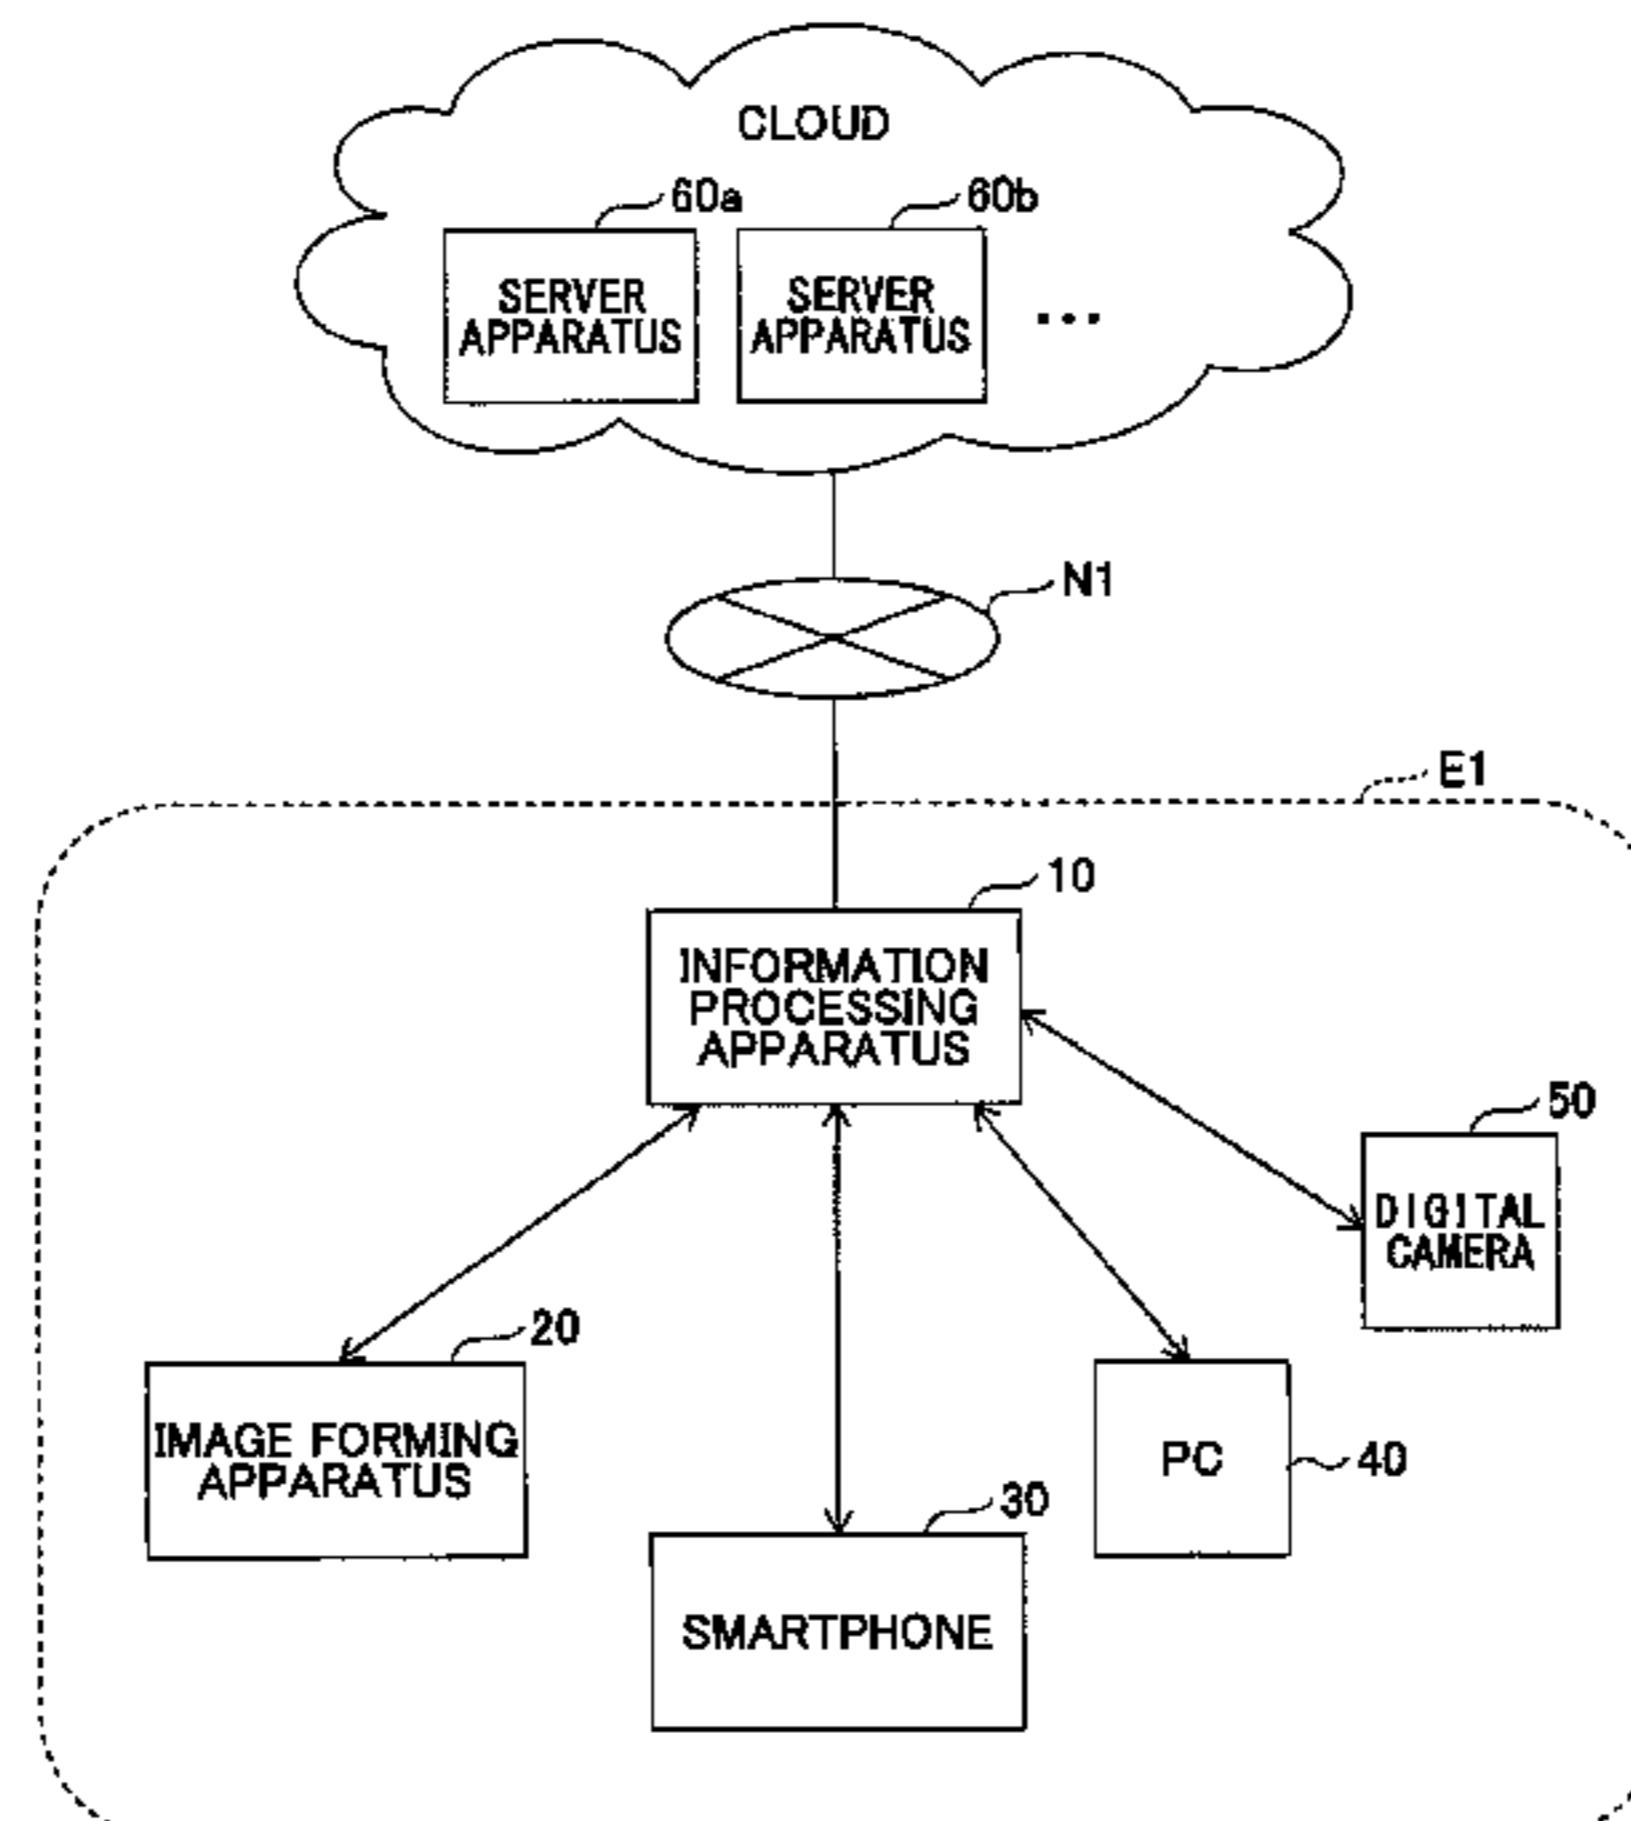 CLOUD
60a
60b
SERVER
APPARATUS
SERVER
APPARATUS
...
N1
E1
10
INFORMATION
PROCESSING
APPARATUS
50
DIGITAL
CAMERA
20
IMAGE FORMING
APPARATUS
PC
40
30
SMARTPHONE